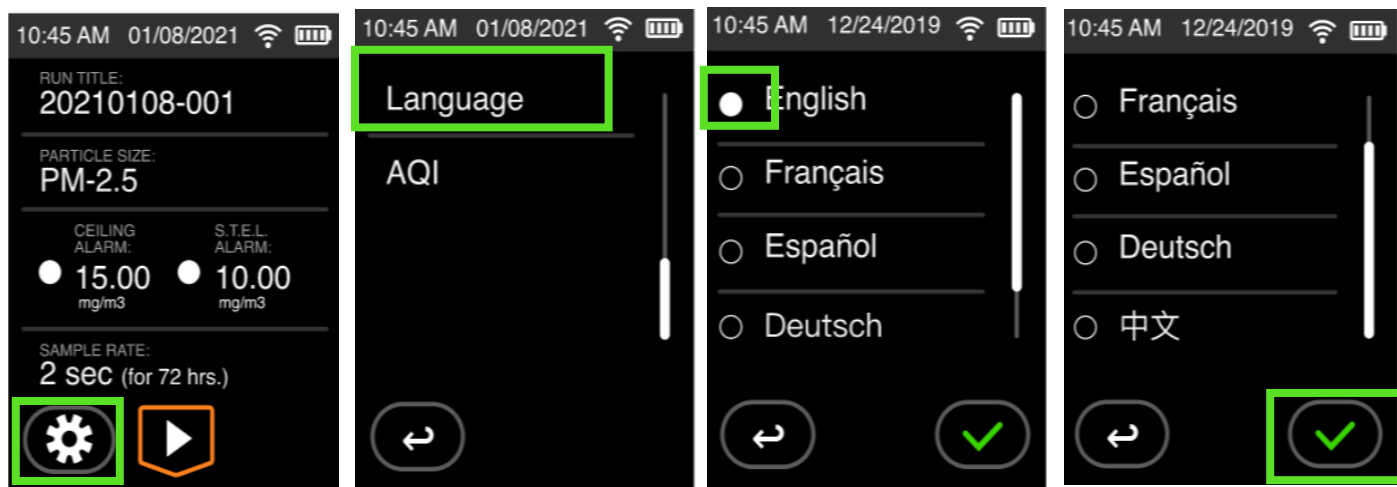 10:45 AM 01/08/2021
RUN TITLE:
20210108-001
PARTICLE SIZE:
PM-2.5
CEILING
ALARM:
15.00
mg/m3
S.T.E.L.
ALARM:
10.00
mg/m3
SAMPLE RATE:
2 sec (for 72 hrs.)
10:45 AM 01/08/2021
Language
AQI
10:45 AM 12/24/2019
English
Français
Español
Deutsch
10:45 AM 12/24/2019
Français
Español
Deutsch
中文